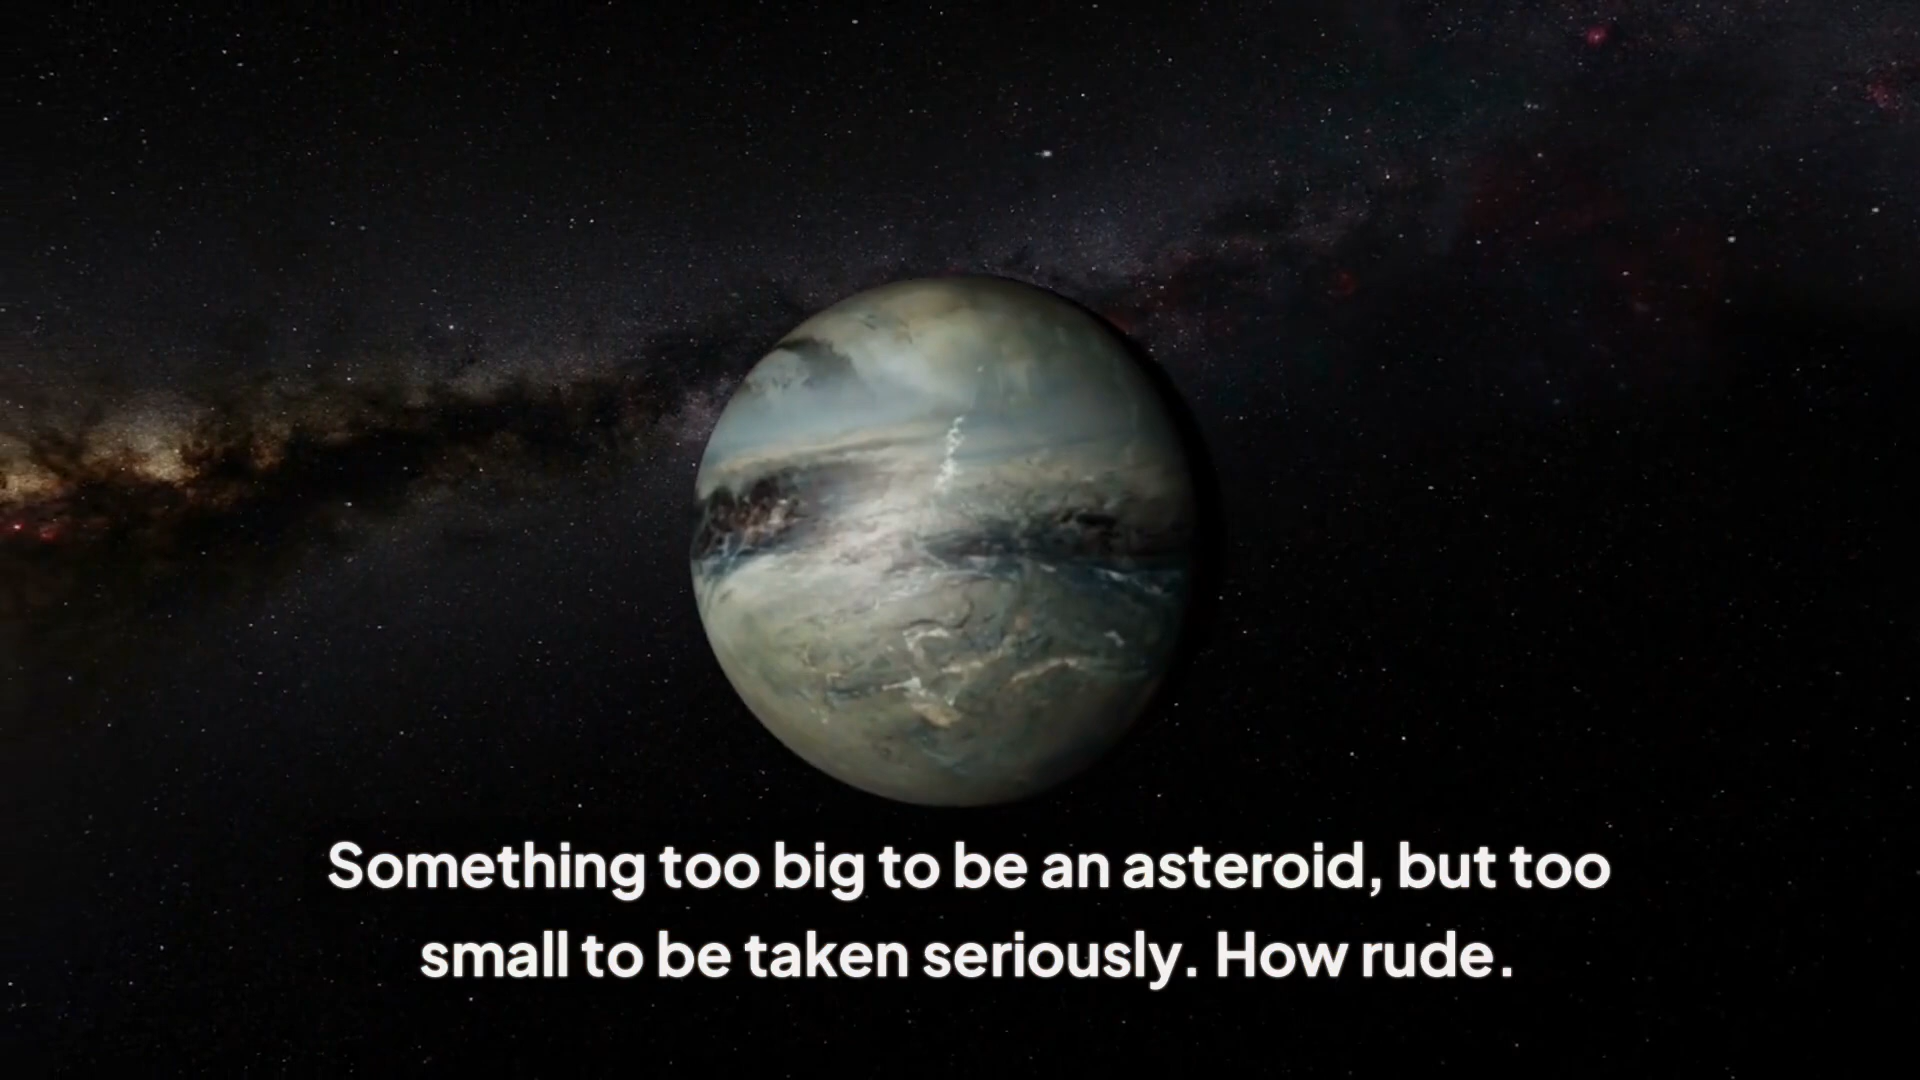 Something too big to be an asteroid, but too
small to be taken seriously. How rude.